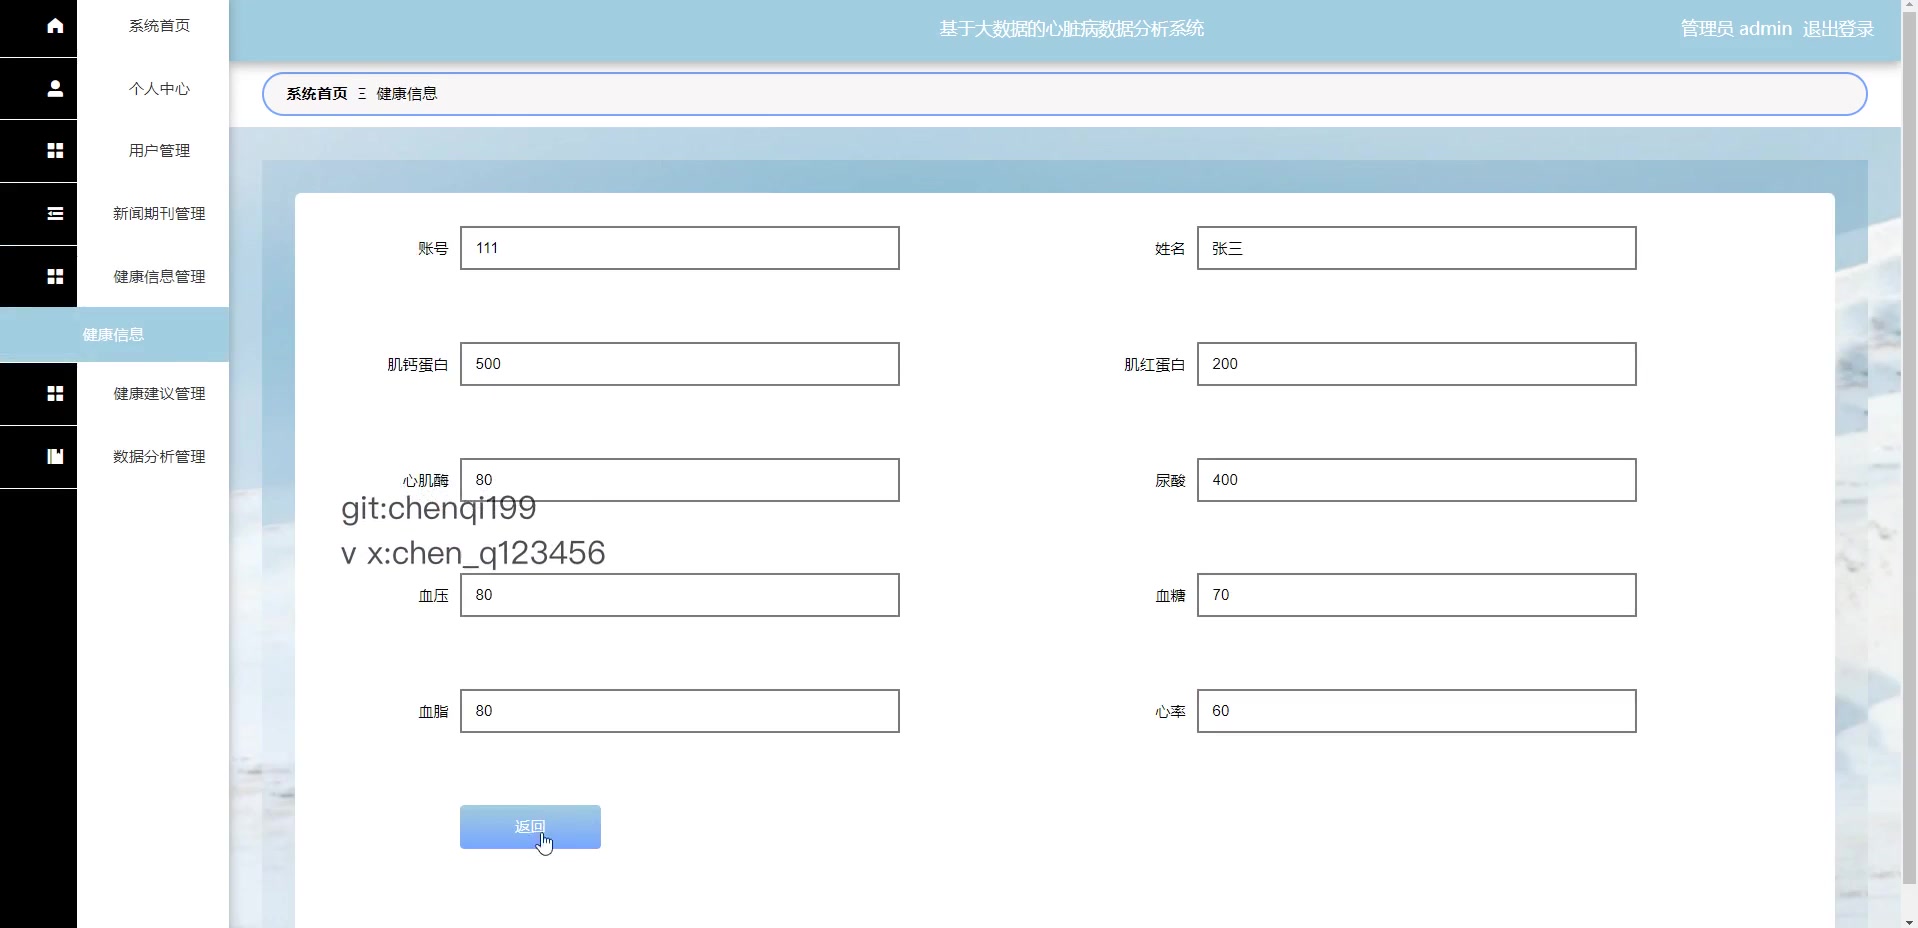 系统首页
个人中心
用户管理
新闻期刊管理
健康信息管理
健康信息
健康建议管理
数据分析管理
基于大数据的心脏病数据分析系统
管理员 admin 退出登录
系统首页 Ξ 健康信息
账号 111
姓名 张三
肌钙蛋白 500
肌红蛋白 200
心肌酶 80
尿酸 400
git:chenqi199
v x:chen_q123456
血压 80
血糖 70
血脂 80
心率 60
返回